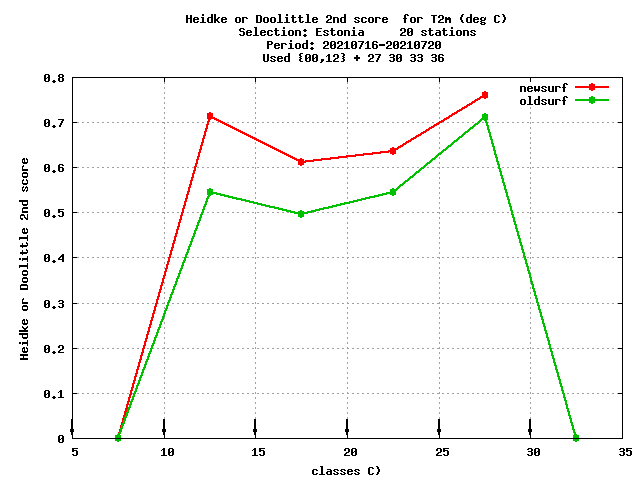 Heidke or Doolittle 2nd score  for T2m (deg C)
Selection: Estonia     20 stations
Period: 20210716-20210720
Used {00,12} + 27 30 33 36
newsurf
oldsurf
Heidke or Doolittle 2nd score
0.8
0.7
0.6
0.5
0.4
0.3
0.2
0.1
0
5 10 15 20 25 30 35
classes C)